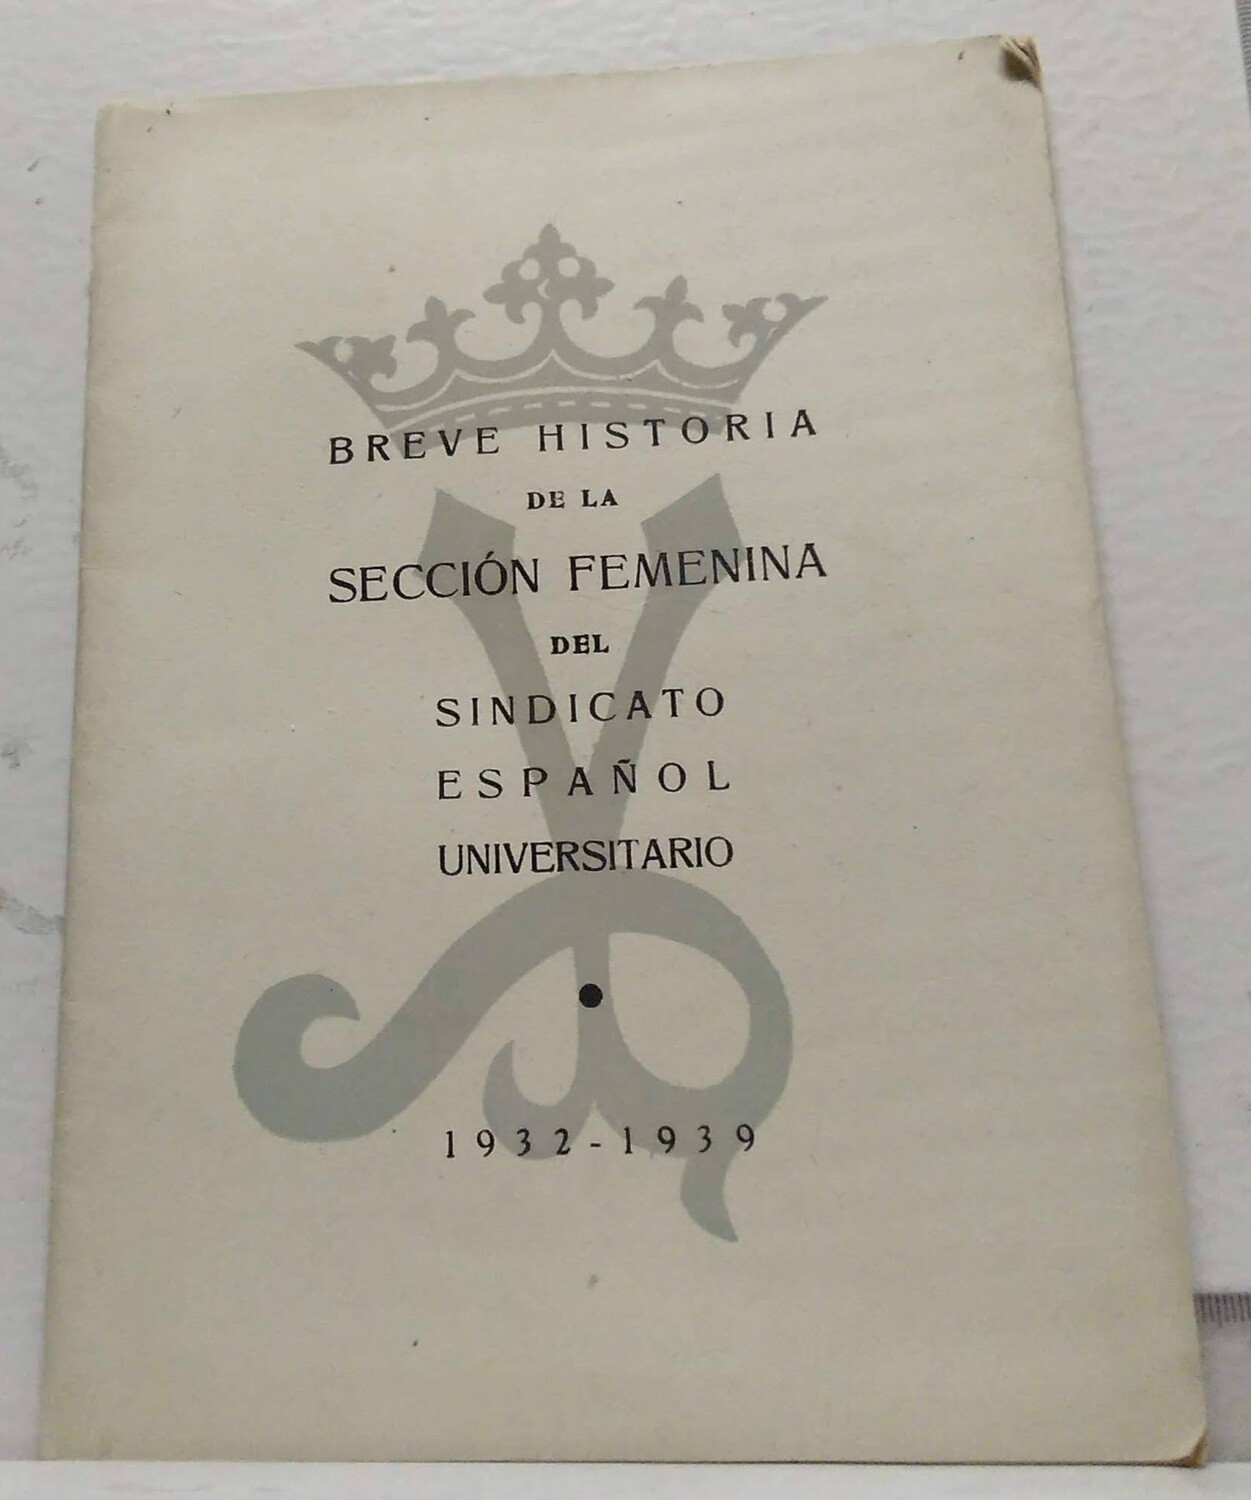 BREVE HISTORIA
DE LA
SECCIÓN FEMENINA
DEL
SINDICATO
ESPAÑOL
UNIVERSITARIO
1932-1939